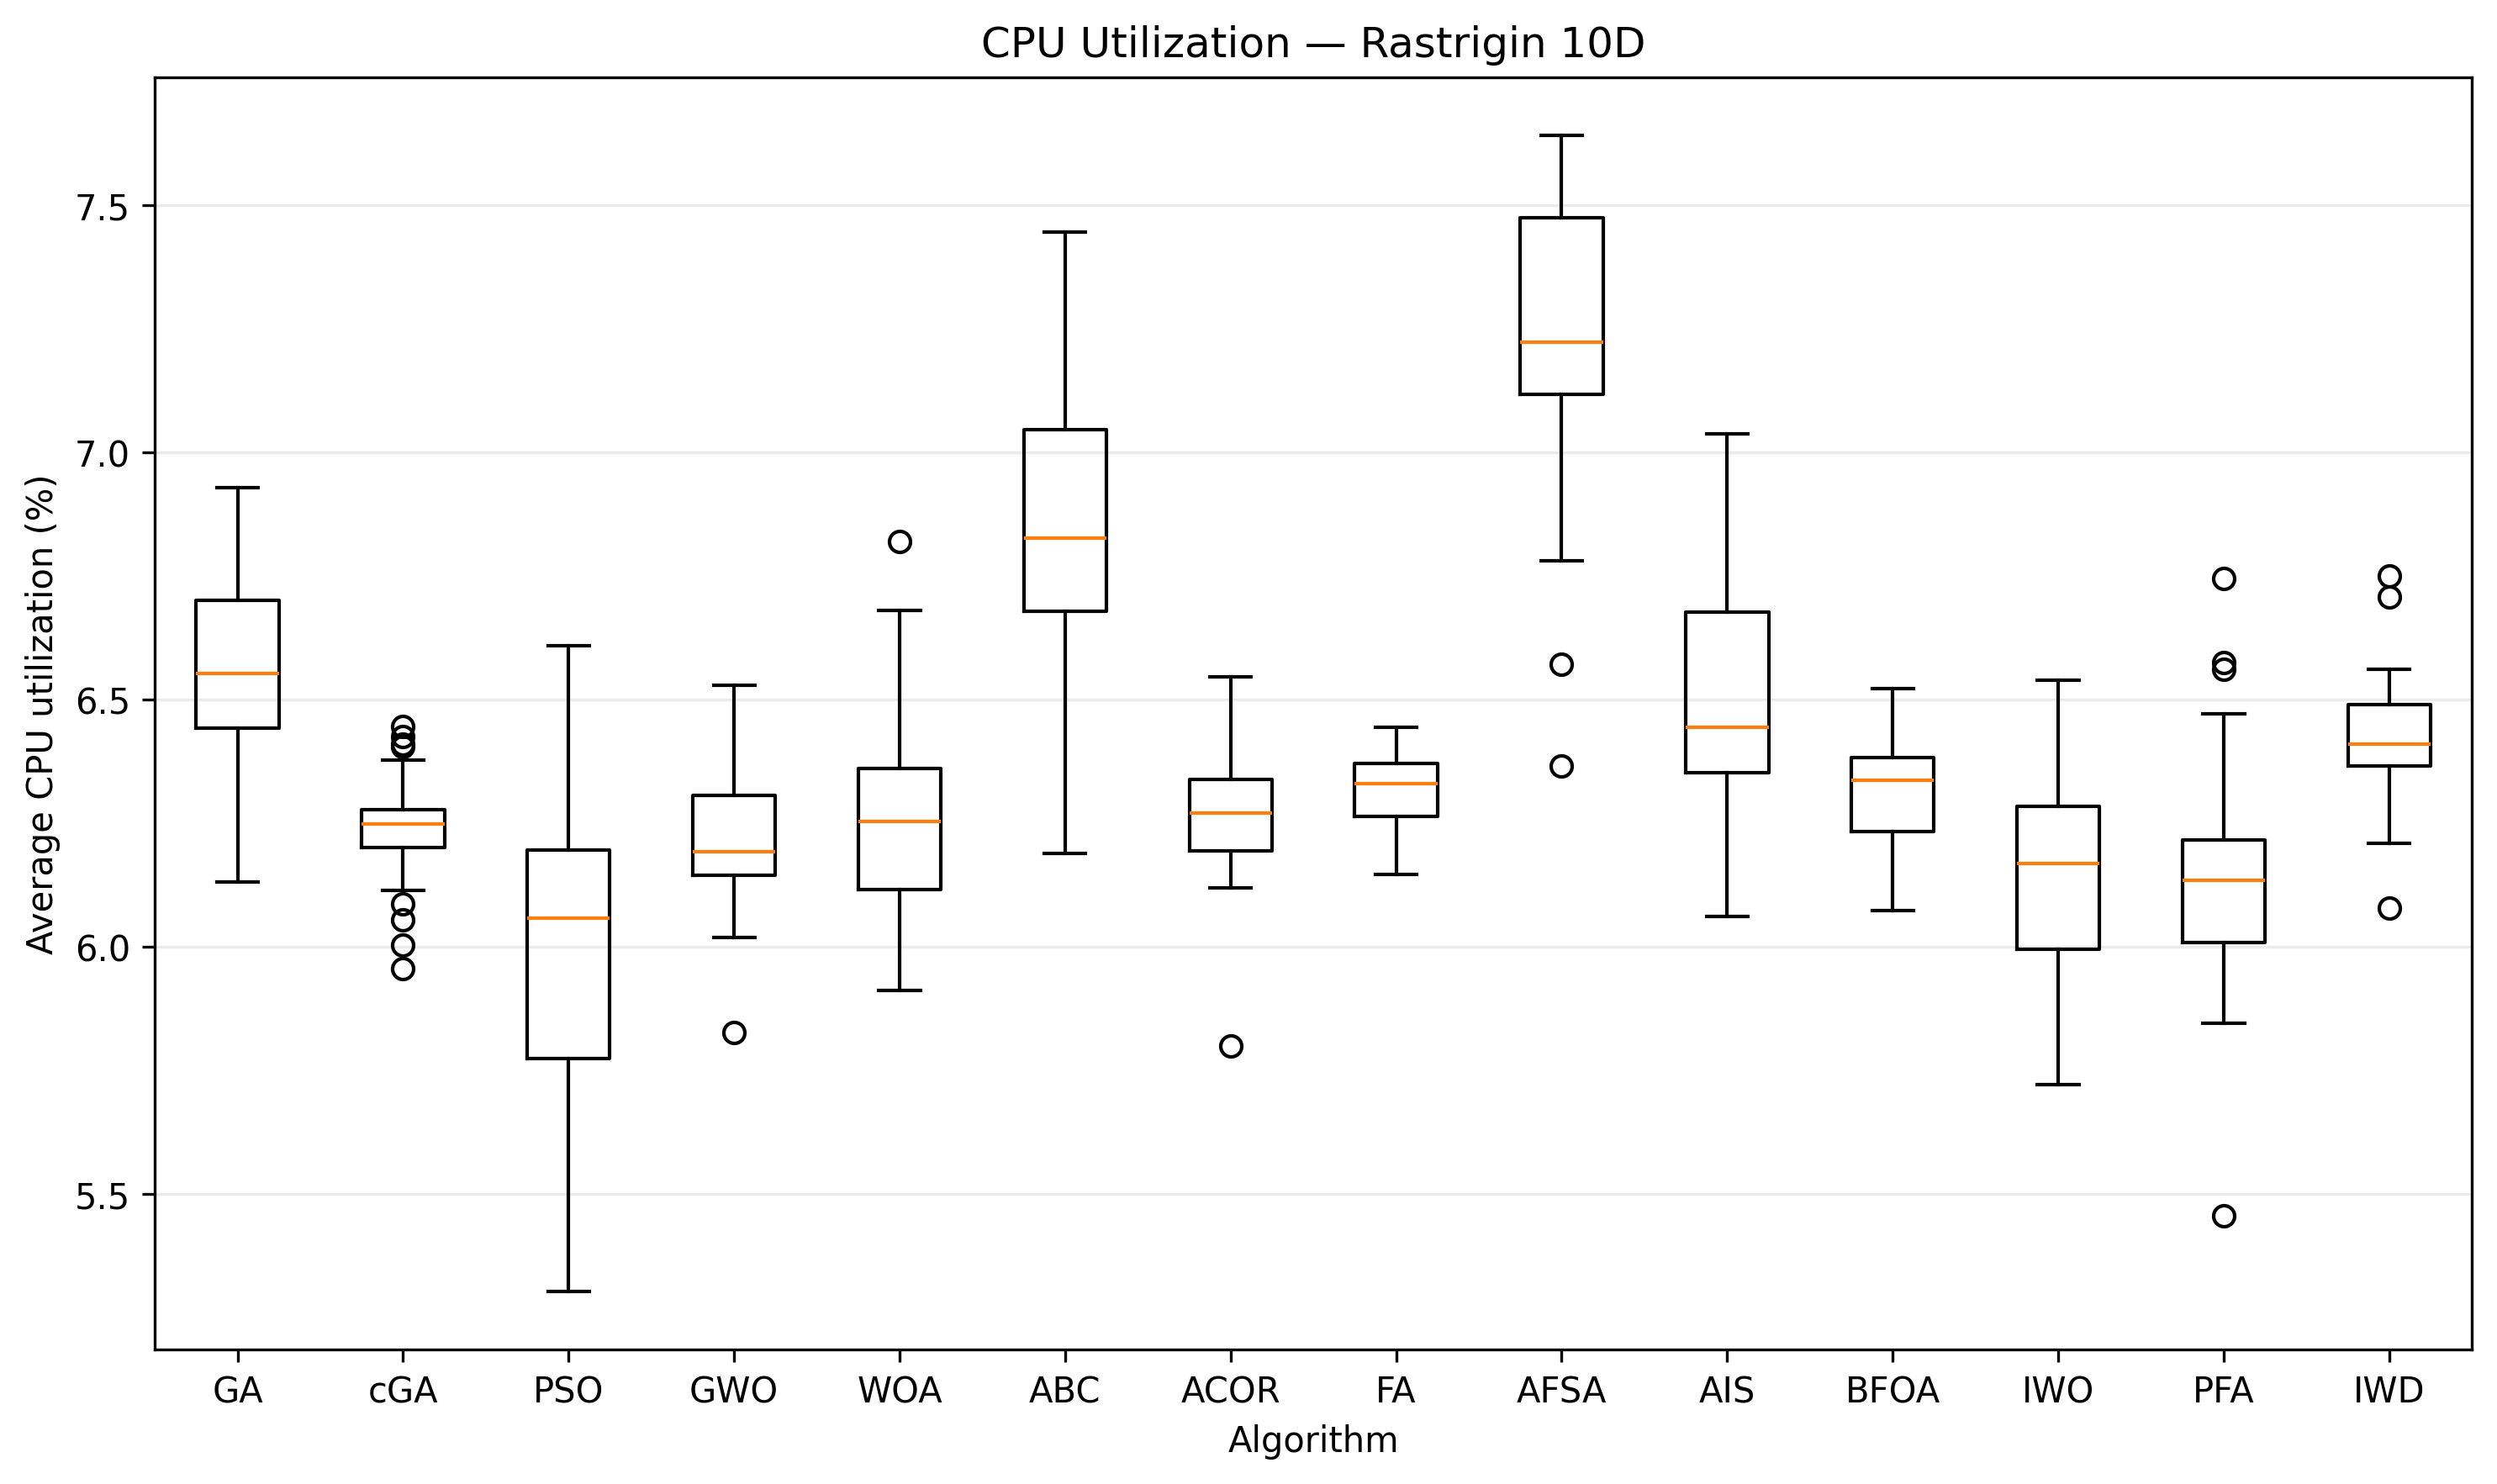 CPU Utilization — Rastrigin 10D
Average CPU utilization (%)
7.5
7.0
6.5
6.0
5.5
GA cGA PSO GWO WOA ABC ACOR FA AFSA AIS BFOA IWO PFA IWD
Algorithm